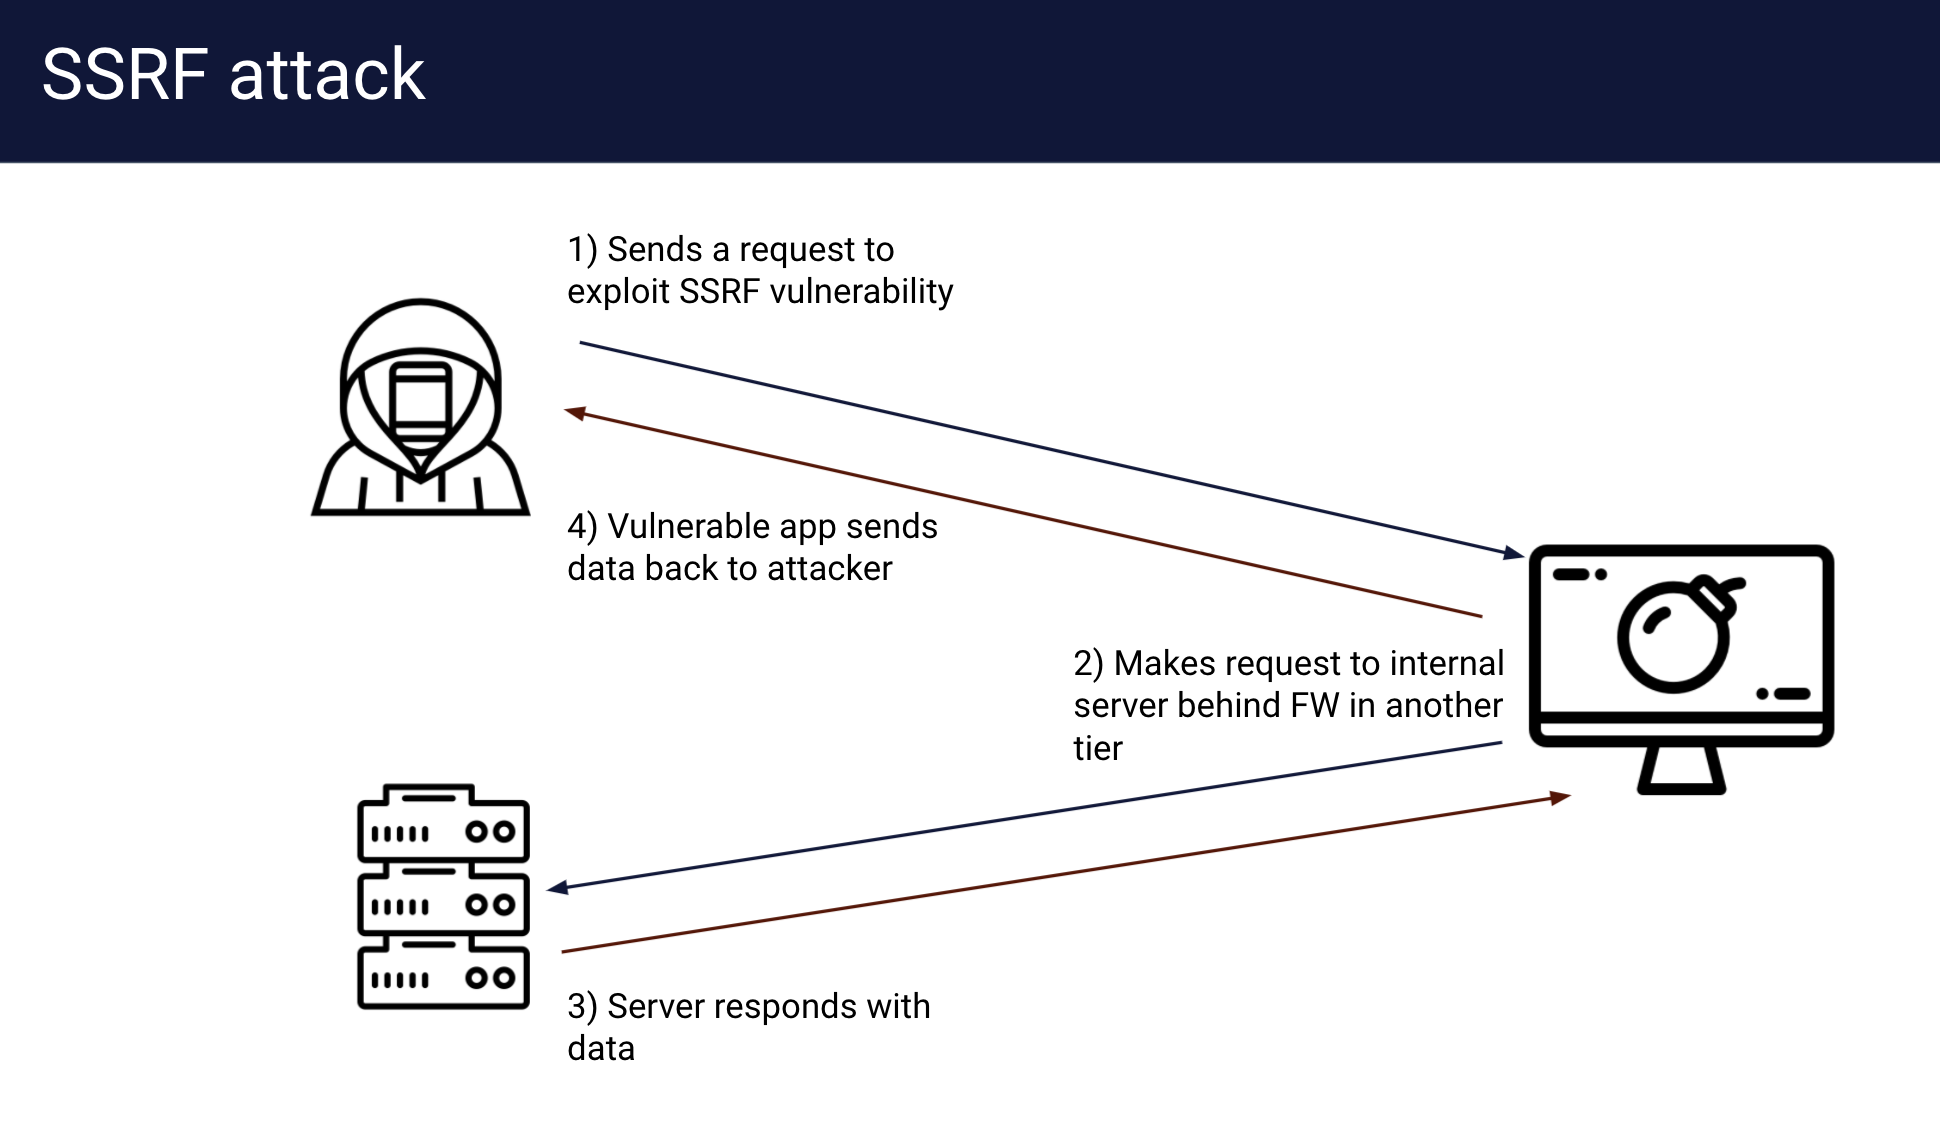 SSRF attack
1) Sends a request to
exploit SSRF vulnerability
4) Vulnerable app sends
data back to attacker
2) Makes request to internal
server behind FW in another
tier
3) Server responds with
data